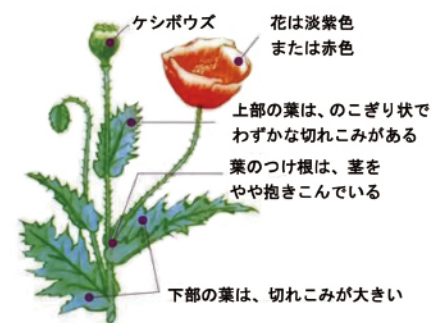 ケシボウズ
花は淡紫色
または赤色
上部の葉は、のこぎり状で
わずかな切れこみがある
葉のつけ根は、茎を
やや抱きこんでいる
下部の葉は、切れこみが大きい